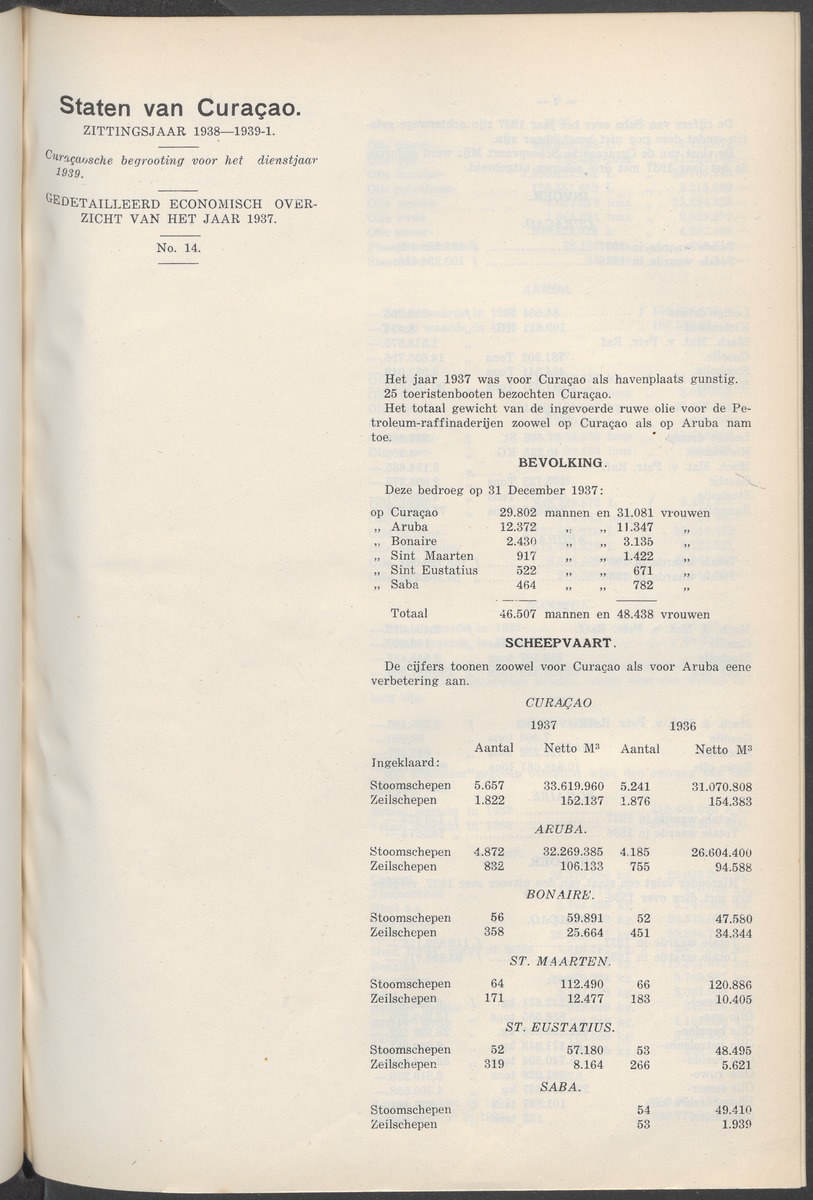 Staten van Curaçao.
ZITTINGSJAAR 1938—1939-1.
Curaçaosche begrooting voor het dienstjaar
1939.
GEDETAILLEERD ECONOMISCH OVER-
ZICHT VAN HET JAAR 1937.
No. 14.
Het jaar 1937 was voor Curaçao als havenplaats gunstig.
25 toeristenbooten bezochten Curaçao.
Het totaal gewicht van de ingevoerde ruwe olie voor de Pe-
troleum-raffinaderijen zoowel op Curaçao als op Aruba nam
toe.
BEVOLKING.
Deze bedroeg op 31 December 1937:
op Curaçao 29.802 mannen en 31.081 vrouwen
„ Aruba 12.372 „ „ 11.347 „
„ Bonaire 2.430 „ „ 3.135 „
„ Sint Maarten 917 „ „ 1.422 „
„ Sint Eustatius 522 „ „ 671 „
„ Saba 464 „ „ 782 „
Totaal 46.507 mannen en 48.438 vrouwen
SCHEEPVAART.
De cijfers toonen zoowel voor Curaçao als voor Aruba eene
verbetering aan.
CURAÇAO
1937 1936
Aantal Netto M³ Aantal Netto M³
Ingeklaard:
Stoomschepen 5.657 33.619.960 5.241 31.070.808
Zeilschepen 1.822 152.137 1.876 154.383
ARUBA.
Stoomschepen 4.872 32.269.385 4.185 26.604.400
Zeilschepen 832 106.133 755 94.588
BONAIRE.
Stoomschepen 56 59.891 52 47.580
Zeilschepen 358 25.664 451 34.344
ST. MAARTEN.
Stoomschepen 64 112.490 66 120.886
Zeilschepen 171 12.477 183 10.405
ST. EUSTATIUS.
Stoomschepen 52 57.180 53 48.495
Zeilschepen 319 8.164 266 5.621
SABA.
Stoomschepen 54 49.410
Zeilschepen 53 1.939